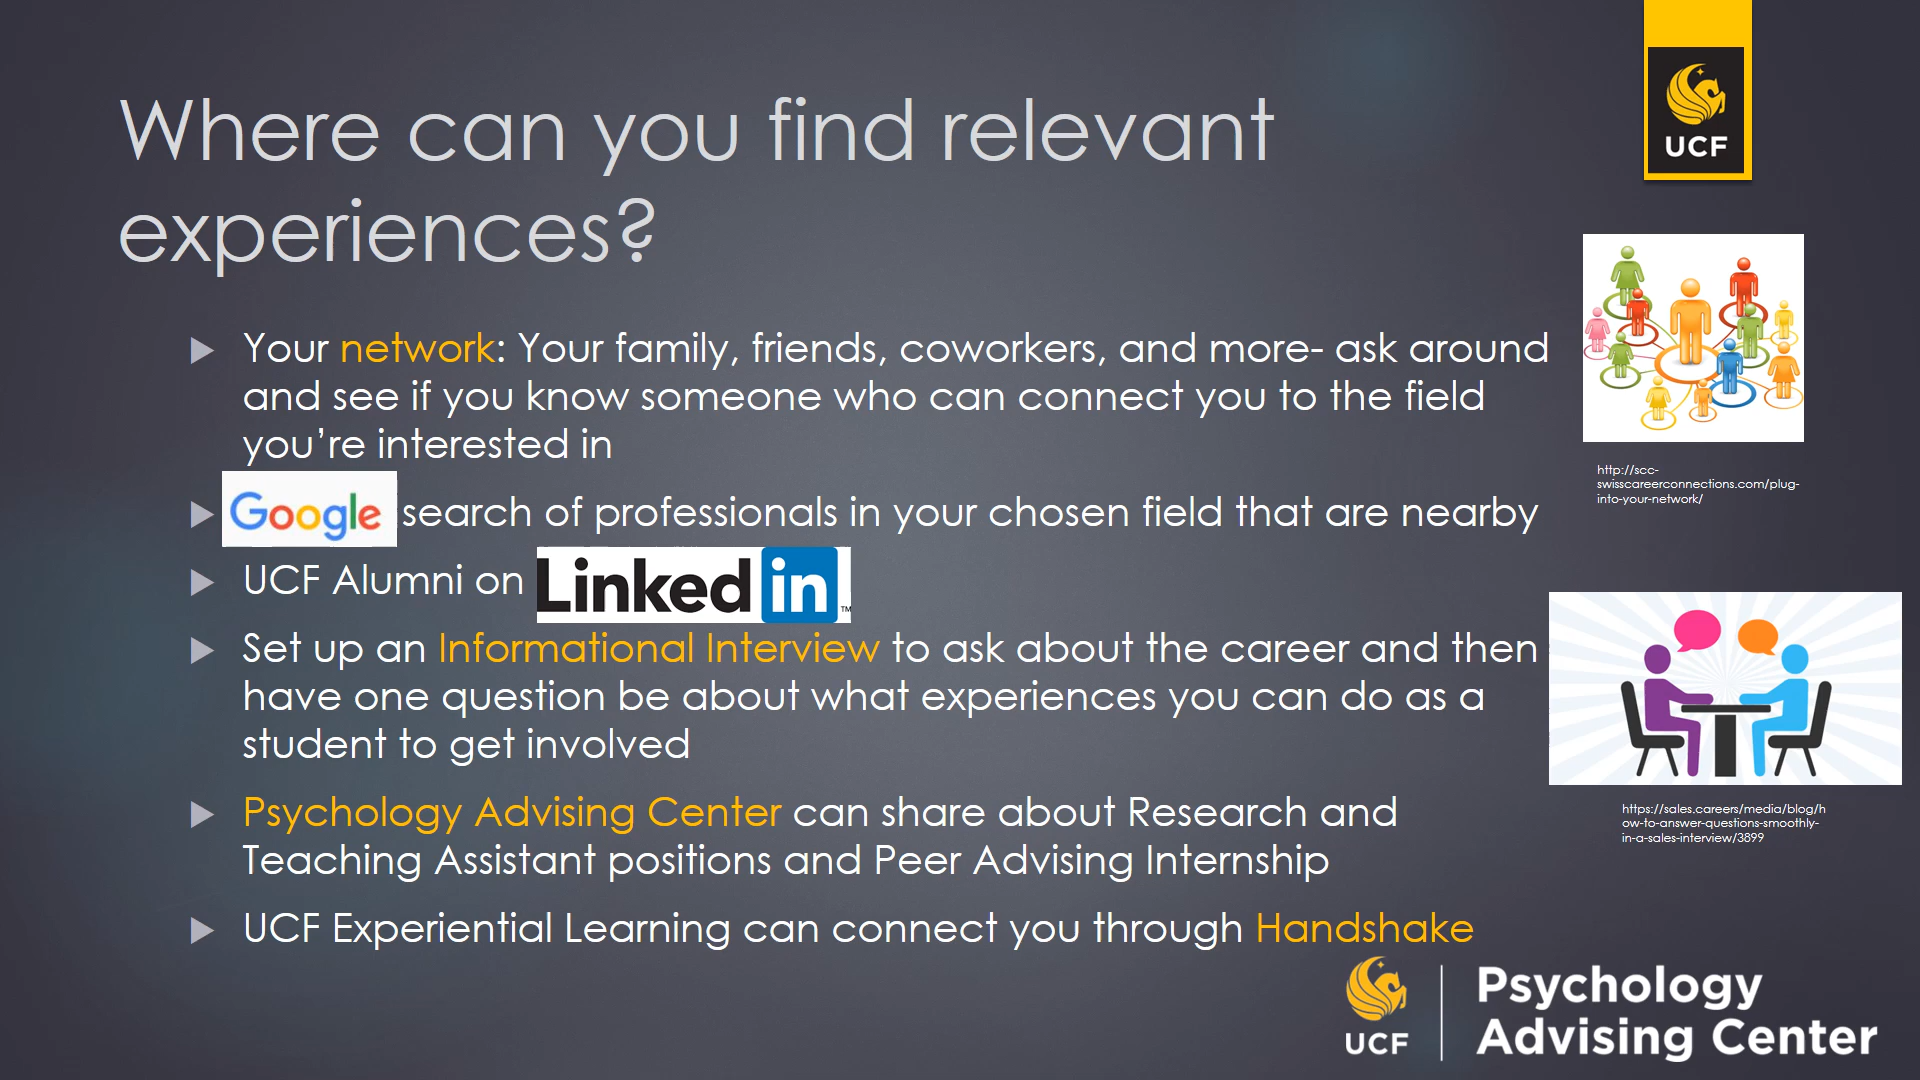 UCF
Where can you find relevant
experiences?
Your network: Your family, friends, coworkers, and more- ask around
and see if you know someone who can connect you to the field
you're interested in
Google search of professionals in your chosen field that are nearby
UCF Alumni on Linked in ™
Set up an Informational Interview to ask about the career and then
have one question be about what experiences you can do as a
student to get involved
Psychology Advising Center can share about Research and
Teaching Assistant positions and Peer Advising Internship
UCF Experiential Learning can connect you through Handshake
http://scc-
swisscareerconnections.com/plug-
into-your-network/
https://sales.careers/media/blog/h
ow-to-answer-questions-smoothly-
in-a-sales-interview/3899
UCF
Psychology
Advising Center